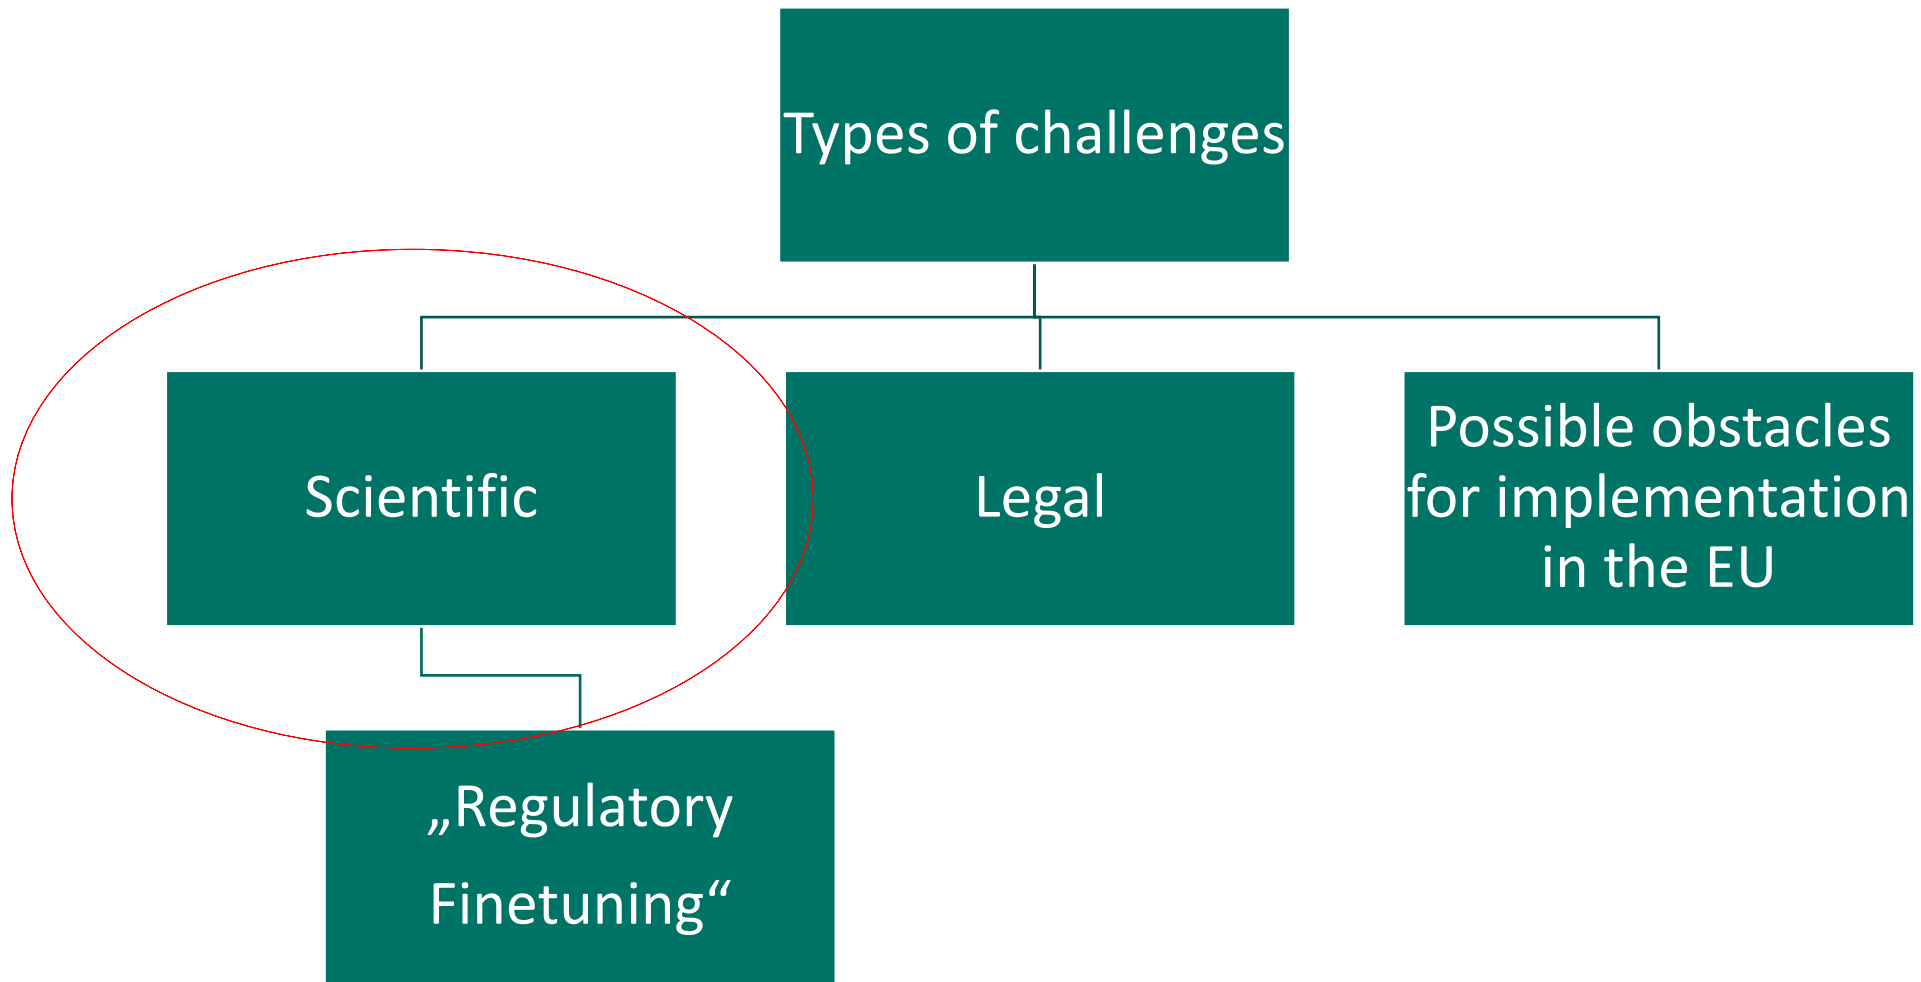 Types of challenges
Scientific
Legal
Possible obstacles
for implementation
in the EU
„Regulatory
Finetuning“